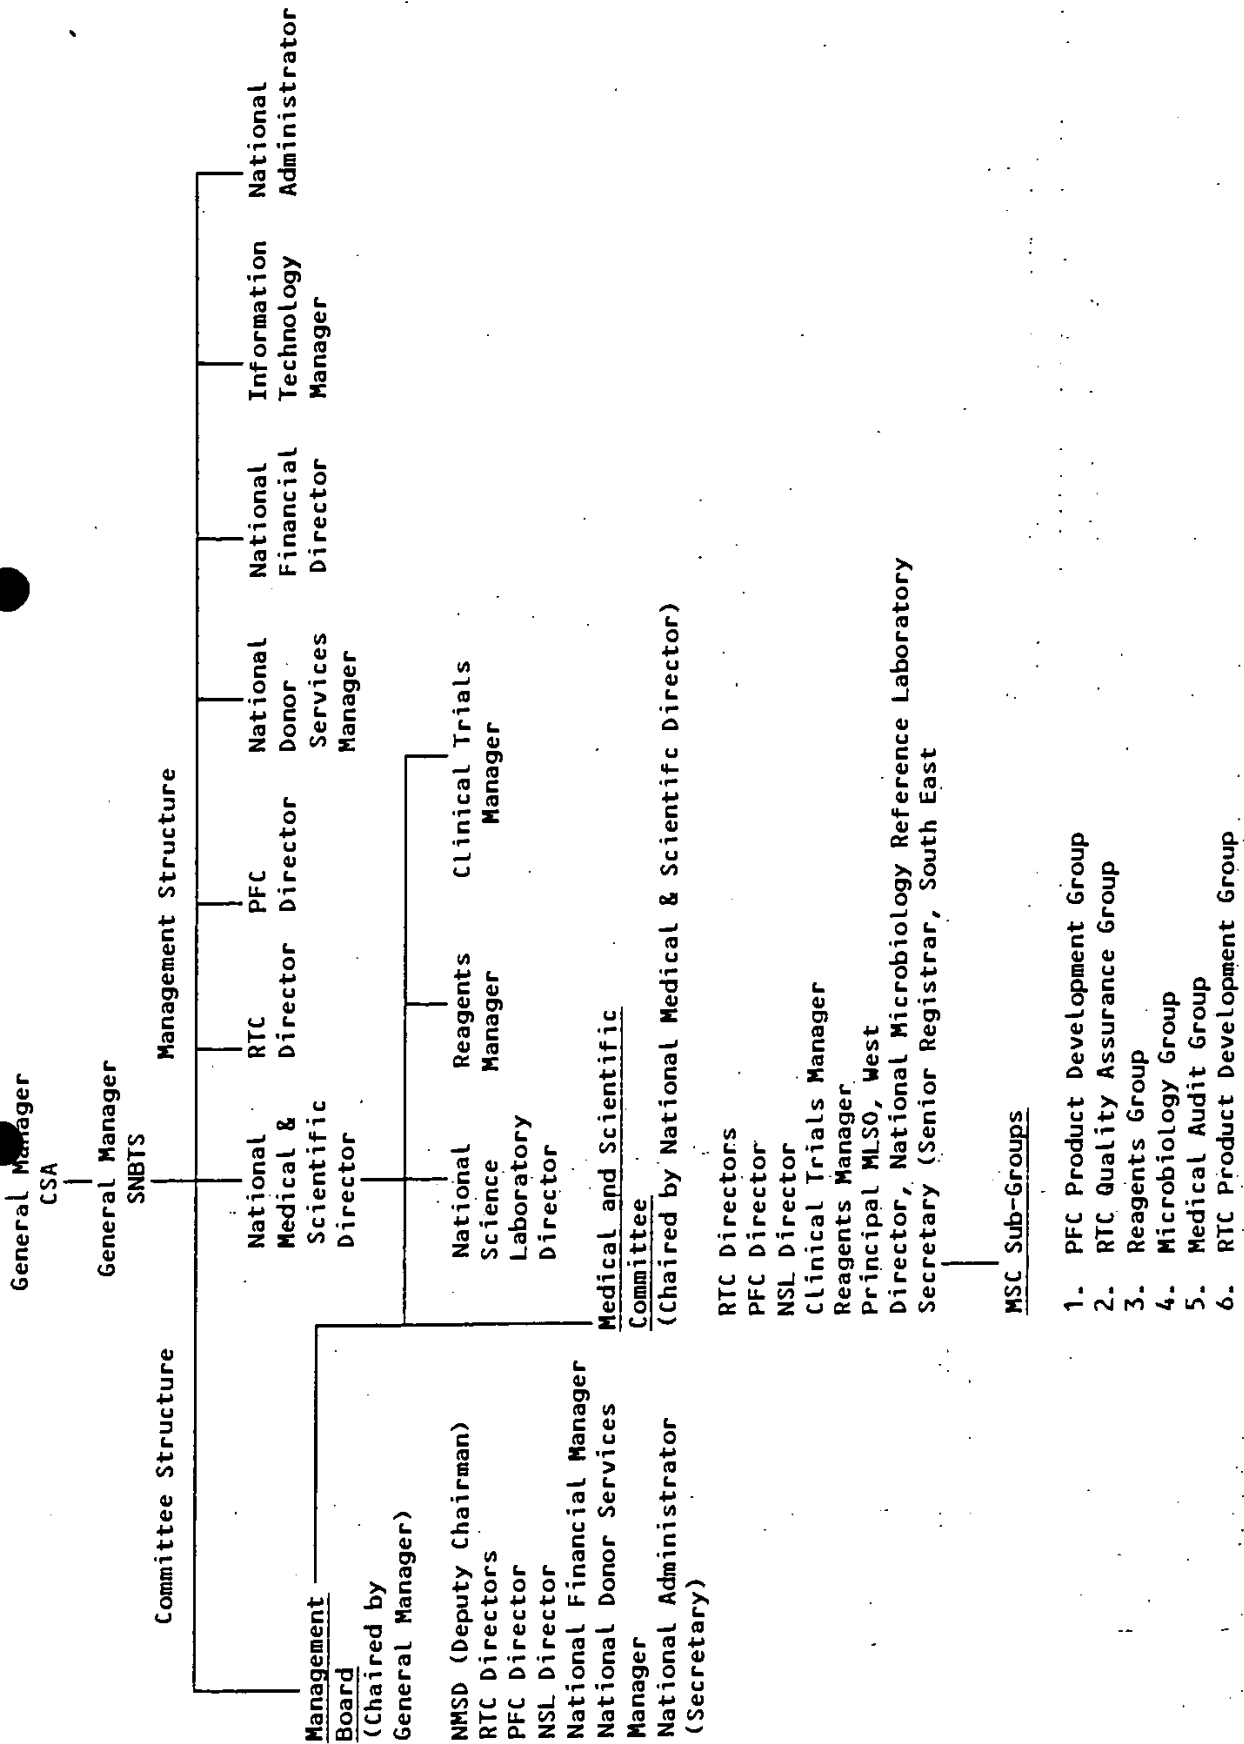 General Manager
CSA
General Manager
SNBTS
Committee Structure
Management Structure
National
Medical &
Scientific
Director
RTC
Director
PFC
Director
National
Donor
Services
Manager
National
Financial
Director
Information
Technology
Manager
National
Administrator
National
Science
Laboratory
Director
Reagents
Manager
Clinical Trials
Manager
Management
Board
(Chaired by
General Manager)
NMSD (Deputy Chairman)
RTC Directors
PFC Director
NSL Director
National Financial Manager
National Donor Services
Manager
National Administrator
(Secretary)
Medical and Scientific
Committee
(Chaired by National Medical & Scientifc Director)
RTC Directors
PFC Director
NSL Director
Clinical Trials Manager
Reagents Manager
Principal MLSO, West
Director, National Microbiology Reference Laboratory
Secretary (Senior Registrar, South East
MSC Sub-Groups
1. PFC Product Development Group
2. RTC Quality Assurance Group
3. Reagents Group
4. Microbiology Group
5. Medical Audit Group
6. RTC Product Development Group